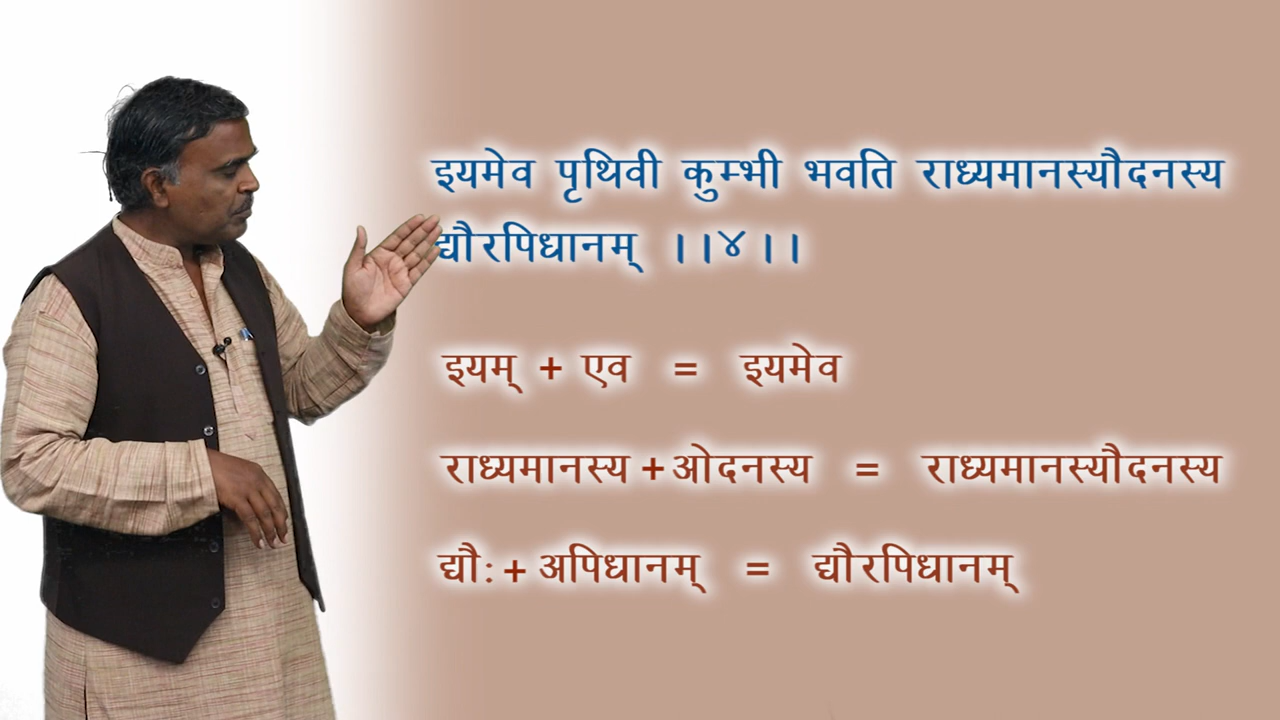 इयमेव पृथिवी कुम्भी भवति राध्यमानस्यौदनस्य
द्यौरपिधानम् ।।४।।
इयम् + एव = इयमेव
राध्यमानस्य + ओदनस्य = राध्यमानस्यौदनस्य
द्यौः + अपिधानम् = द्यौरपिधानम्